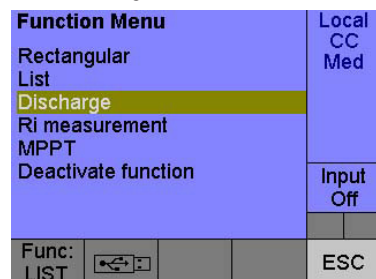 Function Menu
Rectangular
List
Discharge
Ri measurement
MPPT
Deactivate function
Local
CC
Med
Input
Off
Func:
LIST
ESC